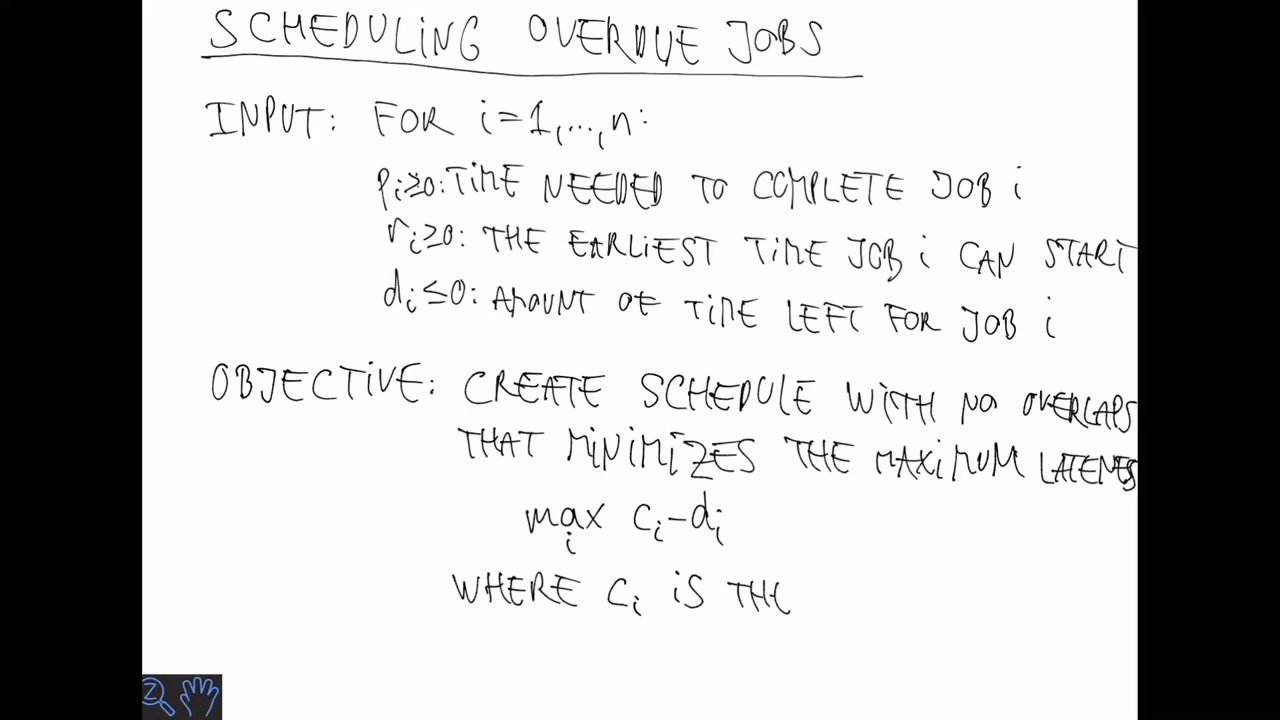 SCHEDULING OVERDUE JOBS
INPUT: FOR i=1,...,n:
pi≥0: TIME NEEDED TO COMPLETE JOB i
ri≥0: THE EARLIEST TIME JOB i CAN START
di≤0: AMOUNT OF TIME LEFT FOR JOB i
OBJECTIVE: CREATE SCHEDULE WITH NO OVERLAPS
THAT MINIMIZES THE MAXIMUM LATENES
max ci-di
i
WHERE ci IS THE
Z